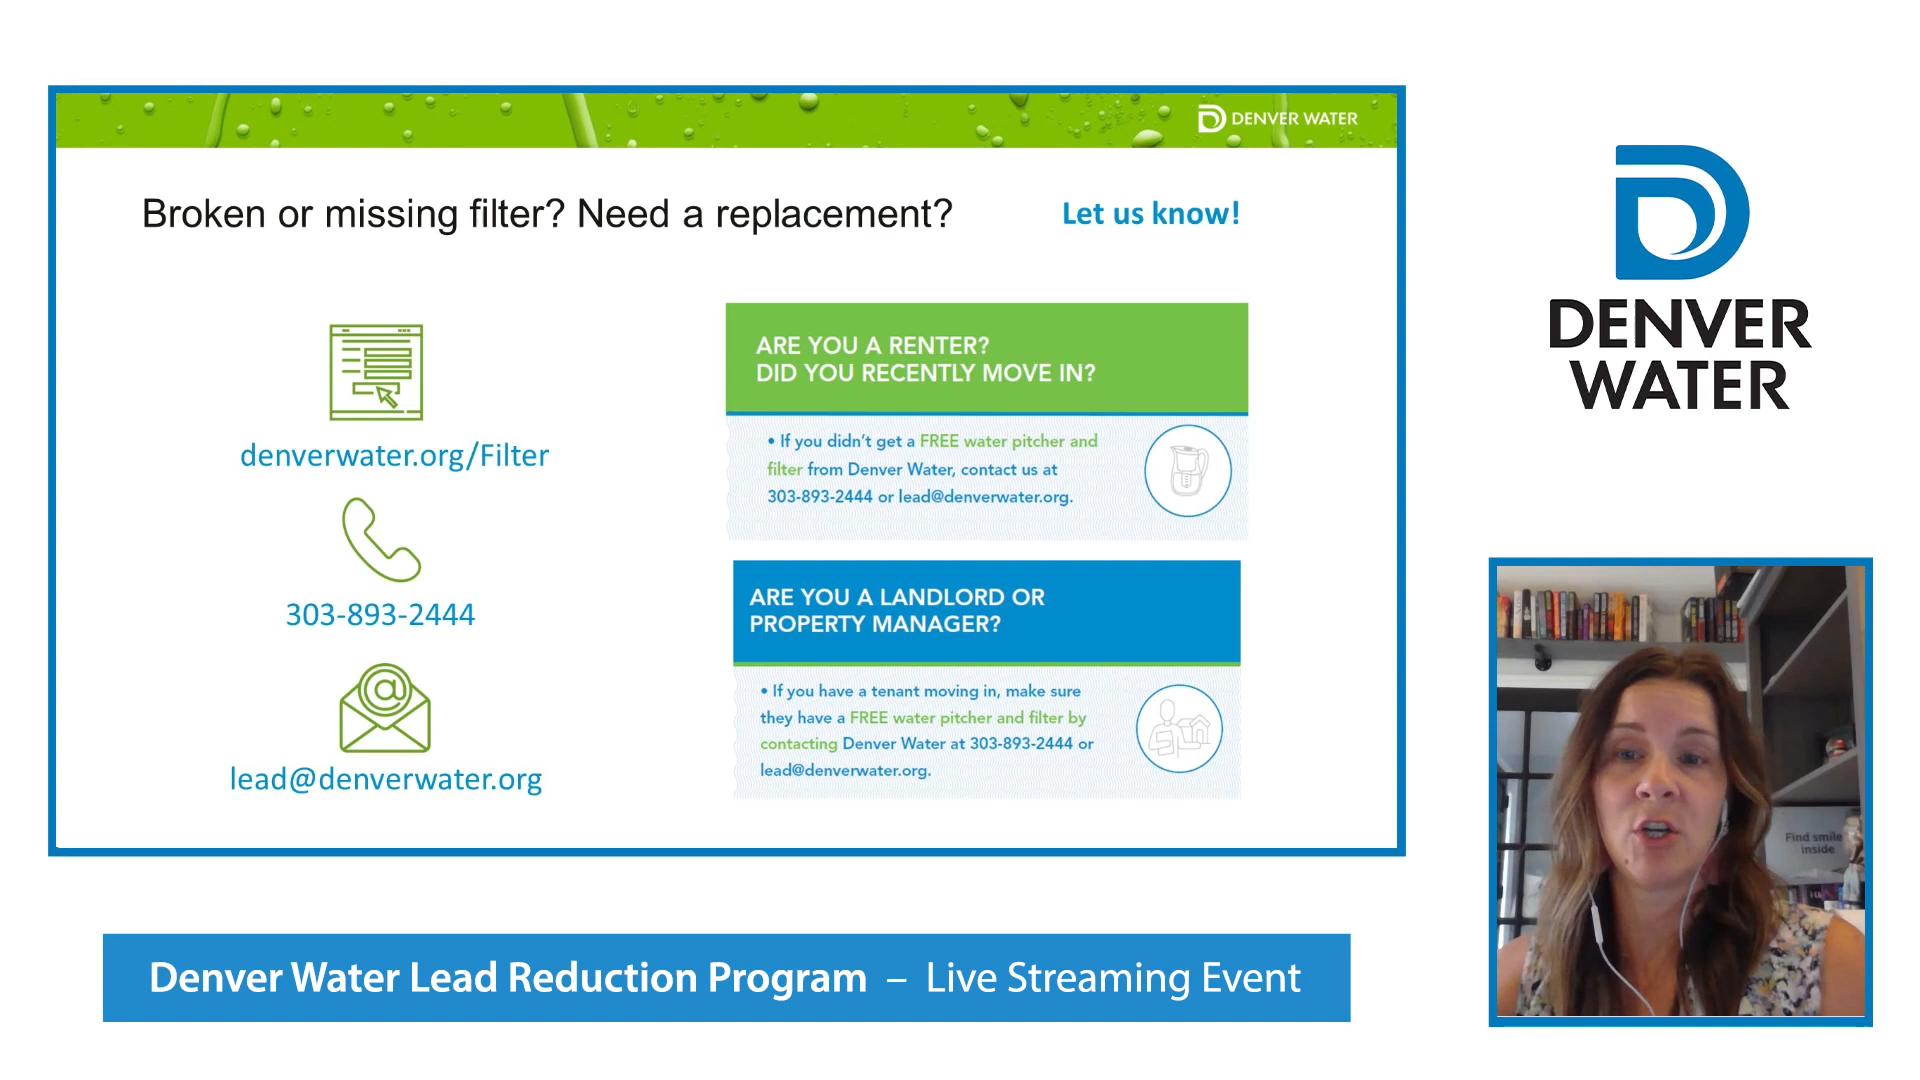 DENVER WATER
Broken or missing filter? Need a replacement?
Let us know!
denverwater.org/Filter
303-893-2444
lead@denverwater.org
ARE YOU A RENTER?
DID YOU RECENTLY MOVE IN?
• If you didn't get a FREE water pitcher and
filter from Denver Water, contact us at
303-893-2444 or lead@denverwater.org.
ARE YOU A LANDLORD OR
PROPERTY MANAGER?
• If you have a tenant moving in, make sure
they have a FREE water pitcher and filter by
contacting Denver Water at 303-893-2444 or
lead@denverwater.org.
DENVER
WATER
Find smile
inside
Denver Water Lead Reduction Program – Live Streaming Event